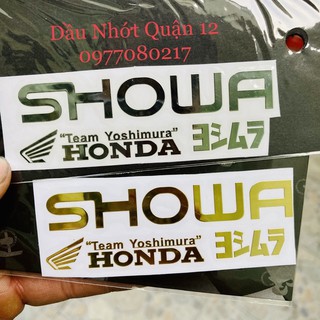 Dầu Nhớt Quận 12
0977080217
SHOWA
"Team Yoshimura"
HONDA ヨシムラ
SHOWA
"Team Yoshimura"
HONDA ヨシムラ